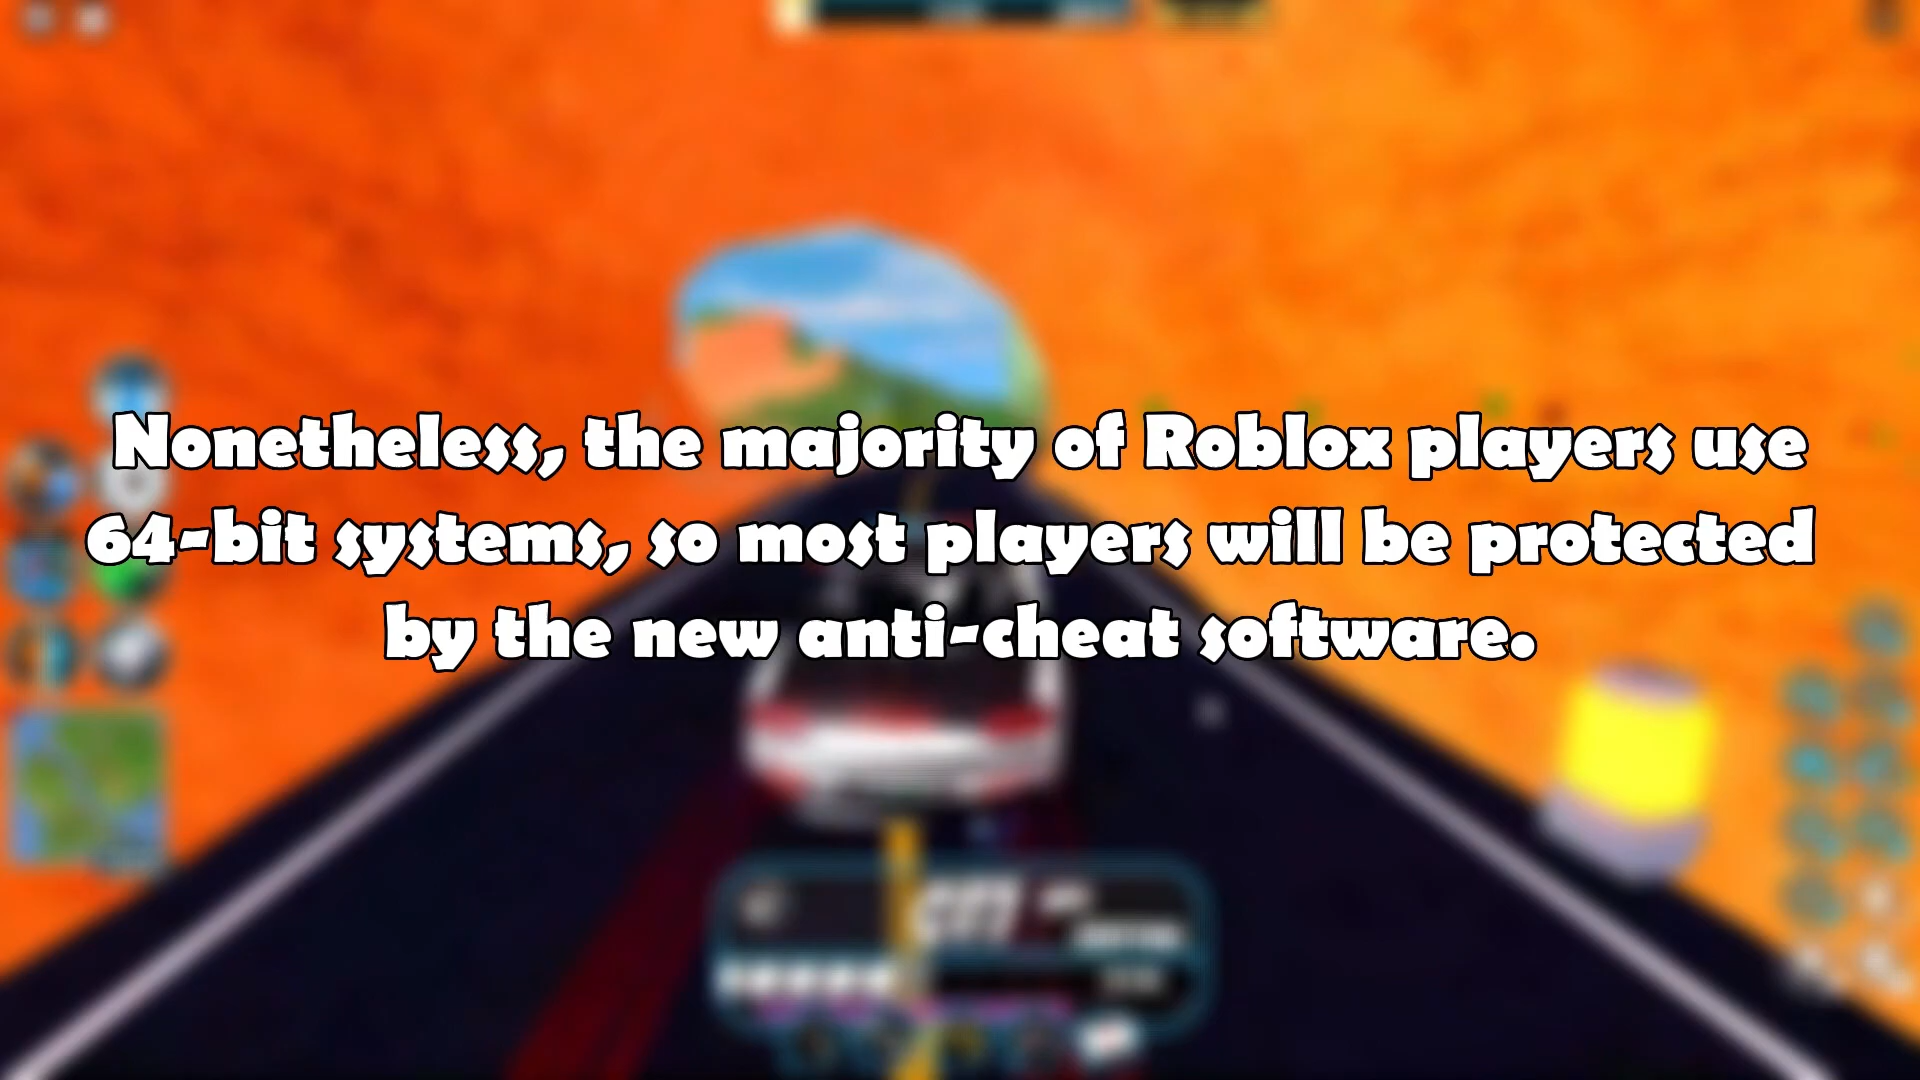 Nonetheless, the majority of Roblox players use
64-bit systems, so most players will be protected
by the new anti-cheat software.